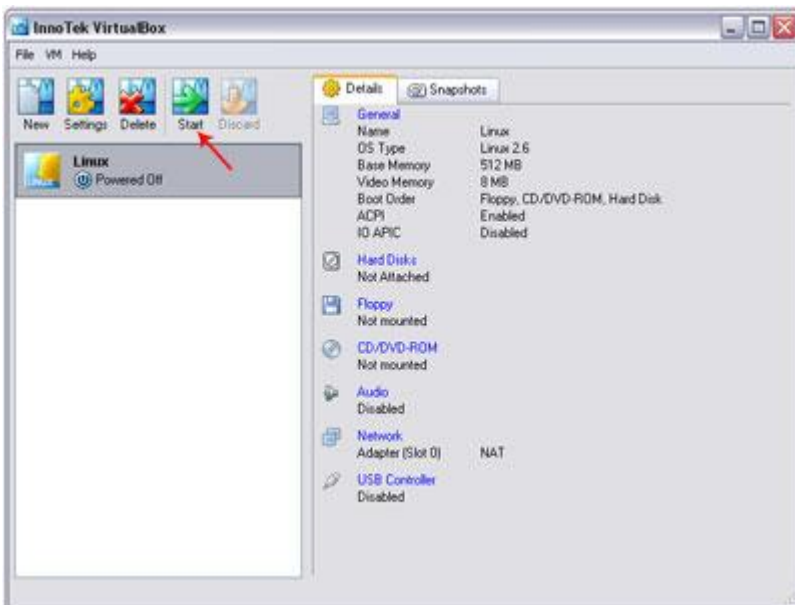 InnoTek VirtualBox
File VM Help
New Settings Delete Start Discard
Linux
Powered Off
Details Snapshots
General
Name Linux
OS Type Linux 2.6
Base Memory 512 MB
Video Memory 8 MB
Boot Order Floppy, CD/DVD-ROM, Hard Disk
ACPI Enabled
IO APIC Disabled
Hard Disks
Not Attached
Floppy
Not mounted
CD/DVD-ROM
Not mounted
Audio
Disabled
Network
Adapter (Slot 0) NAT
USB Controller
Disabled